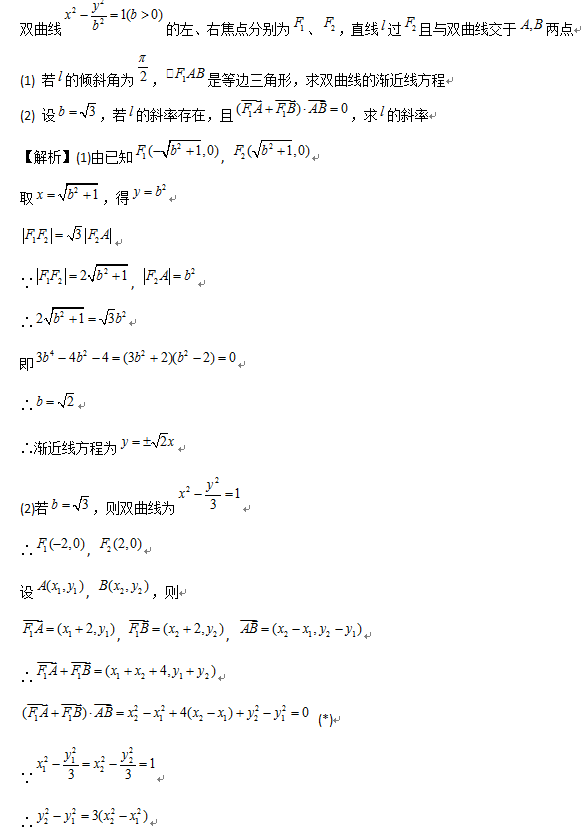 双曲线 x² − y²/b² = 1(b > 0) 的左、右焦点分别为 F₁、F₂，直线 l 过 F₂ 且与双曲线交于 A, B 两点
(1) 若 l 的倾斜角为 π/2，□F₁AB 是等边三角形，求双曲线的渐近线方程
(2) 设 b = √3，若 l 的斜率存在，且 (F₁A⃗ + F₁B⃗)·AB⃗ = 0，求 l 的斜率
【解析】(1)由已知 F₁(−√(b² + 1), 0)，F₂(√(b² + 1), 0)
取 x = √(b² + 1)，得 y = b²
|F₁F₂| = √3|F₂A|
∵|F₁F₂| = 2√(b² + 1)，|F₂A| = b²
∴2√(b² + 1) = √3b²
即 3b⁴ − 4b² − 4 = (3b² + 2)(b² − 2) = 0
∴b = √2
∴渐近线方程为 y = ±√2x
(2)若 b = √3，则双曲线为 x² − y²/3 = 1
∴F₁(−2, 0)，F₂(2, 0)
设 A(x₁, y₁)，B(x₂, y₂)，则
F₁A⃗ = (x₁ + 2, y₁)，F₁B⃗ = (x₂ + 2, y₂)，AB⃗ = (x₂ − x₁, y₂ − y₁)
∴F₁A⃗ + F₁B⃗ = (x₁ + x₂ + 4, y₁ + y₂)
(F₁A⃗ + F₁B⃗)·AB⃗ = x₂² − x₁² + 4(x₂ − x₁) + y₂² − y₁² = 0 (*)
∵x₁² − y₁²/3 = x₂² − y₂²/3 = 1
∴y₂² − y₁² = 3(x₂² − x₁²)